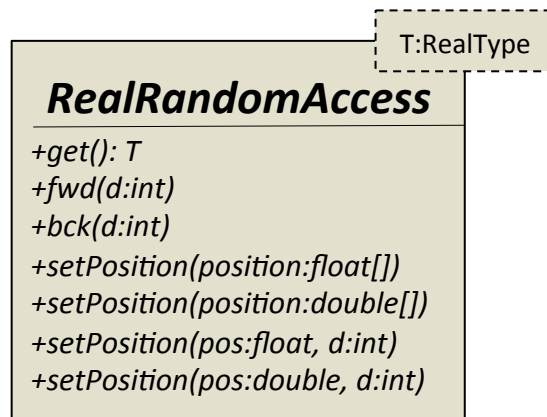 T:RealType
RealRandomAccess
+get(): T
+fwd(d:int)
+bck(d:int)
+setPosition(position:float[])
+setPosition(position:double[])
+setPosition(pos:float, d:int)
+setPosition(pos:double, d:int)